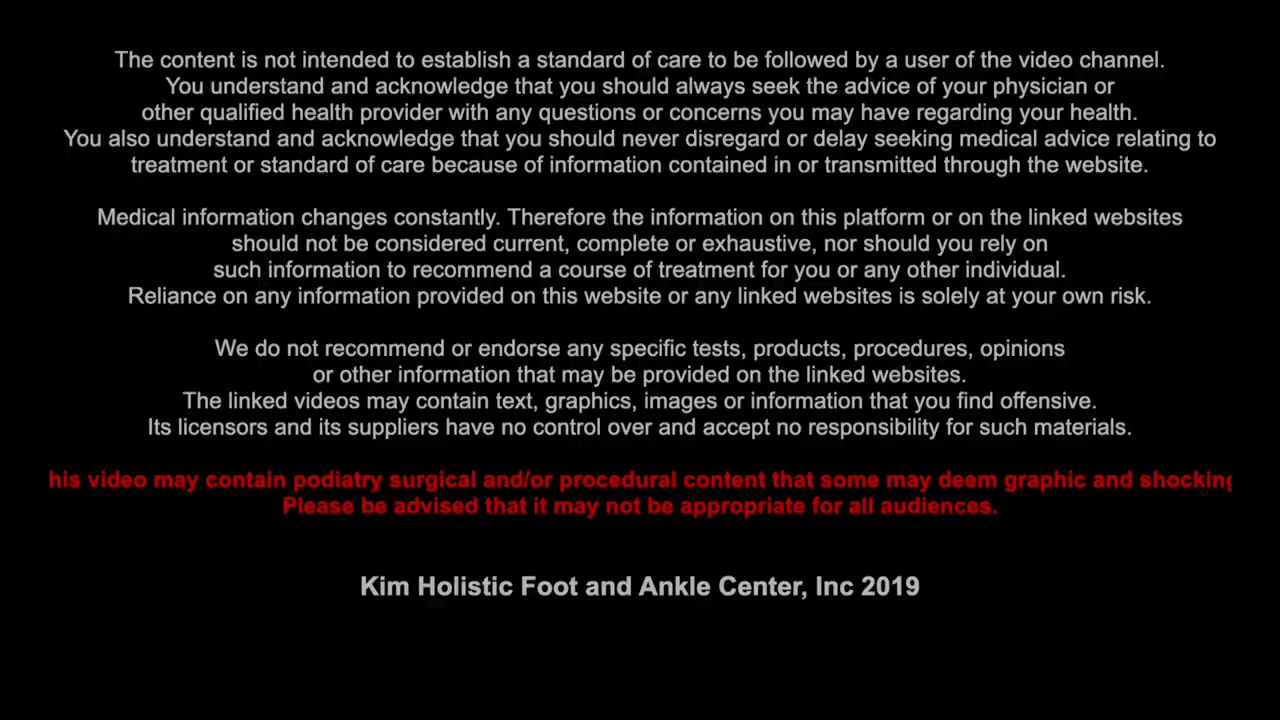 The content is not intended to establish a standard of care to be followed by a user of the video channel.
You understand and acknowledge that you should always seek the advice of your physician or
other qualified health provider with any questions or concerns you may have regarding your health.
You also understand and acknowledge that you should never disregard or delay seeking medical advice relating to
treatment or standard of care because of information contained in or transmitted through the website.
Medical information changes constantly. Therefore the information on this platform or on the linked websites
should not be considered current, complete or exhaustive, nor should you rely on
such information to recommend a course of treatment for you or any other individual.
Reliance on any information provided on this website or any linked websites is solely at your own risk.
We do not recommend or endorse any specific tests, products, procedures, opinions
or other information that may be provided on the linked websites.
The linked videos may contain text, graphics, images or information that you find offensive.
Its licensors and its suppliers have no control over and accept no responsibility for such materials.
his video may contain podiatry surgical and/or procedural content that some may deem graphic and shocking
Please be advised that it may not be appropriate for all audiences.
Kim Holistic Foot and Ankle Center, Inc 2019